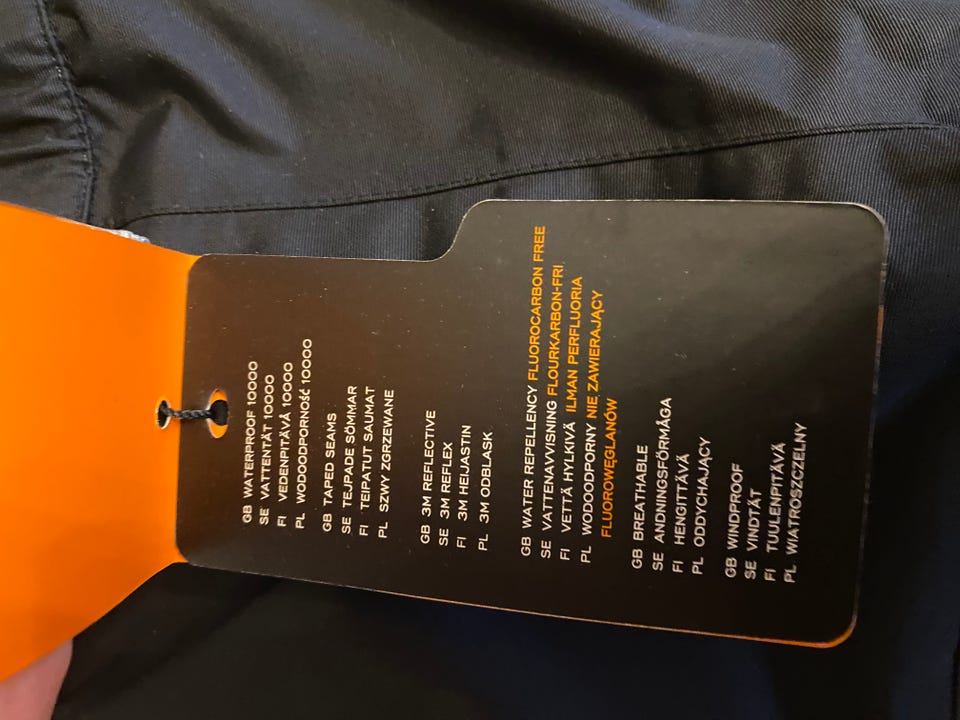 GB WATERPROOF 10000
SE VATTENTÄT 10000
FI VEDENPITÄVÄ 10000
PL WODOODPORNOŚĆ 10000
GB TAPED SEAMS
SE TEJPADE SÖMMAR
FI TEIPATUT SAUMAT
PL SZWY ZGRZEWANE
GB 3M REFLECTIVE
SE 3M REFLEX
FI 3M HEIJASTIN
PL 3M ODBLASK
GB WATER REPELLENCY FLUOROCARBON FREE
SE VATTENAVVISNING FLOURKARBON-FRI
FI VETTÄ HYLKIVÄ ILMAN PERFLUORIA
PL WODOODPORNY NIE ZAWIERAJĄCY
FLUOROWĘGLANÓW
GB BREATHABLE
SE ANDNINGSFÖRMÅGA
FI HENGITTÄVÄ
PL ODDYCHAJĄCY
GB WINDPROOF
SE VINDTÄT
FI TUULENPITÄVÄ
PL WIATROSZCZELNY